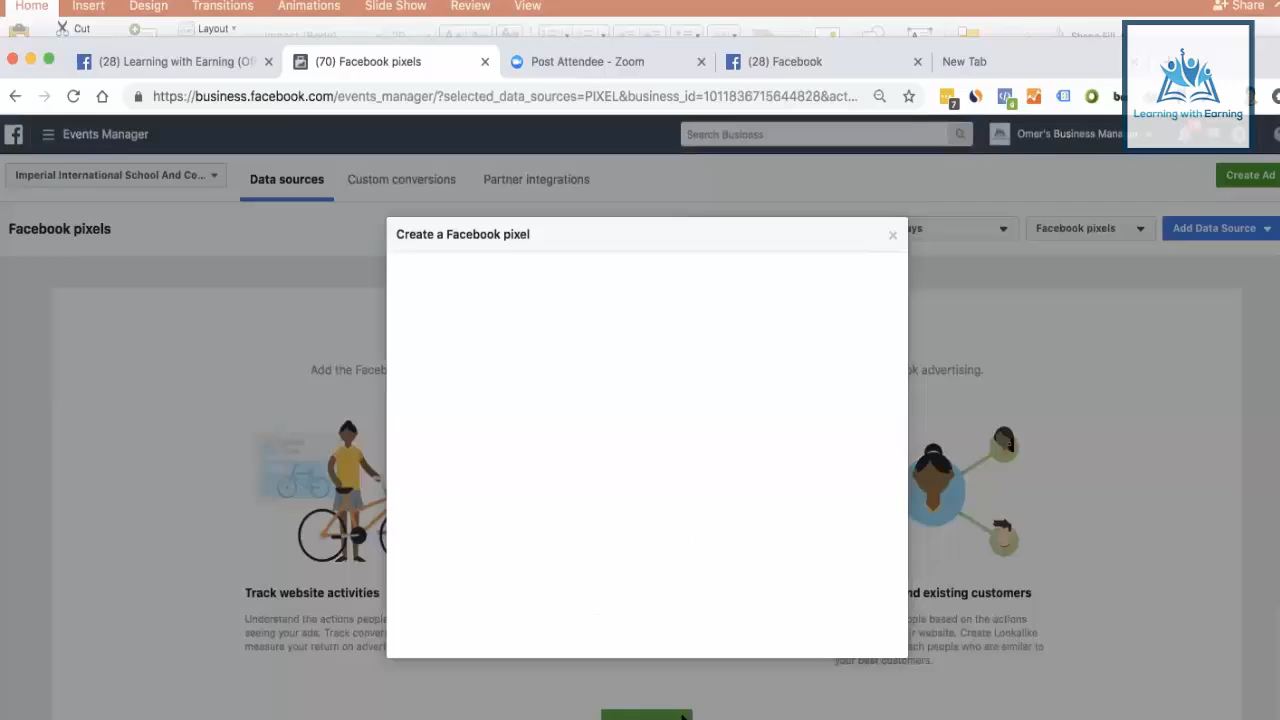 Home Insert Design Transitions Animations Slide Show Review View Share
Cut Layout
(28) Learning with Earning (OF (70) Facebook pixels Post Attendee - Zoom (28) Facebook New Tab
https://business.facebook.com/events_manager/?selected_data_sources=PIXEL&business_id=1011836715644828&act...
Learning with Earning
Events Manager Search Business Omer's Business Mana
Imperial International School And Co... Data sources Custom conversions Partner integrations Create Ad
Facebook pixels ays Facebook pixels Add Data Source
Create a Facebook pixel
Add the Faceb ok advertising.
Track website activities nd existing customers
Understand the actions people ople based on the actions
seeing your ads. Track conver r website. Create Lookalike
measure your return on advert ach people who are similar to
your best customers.